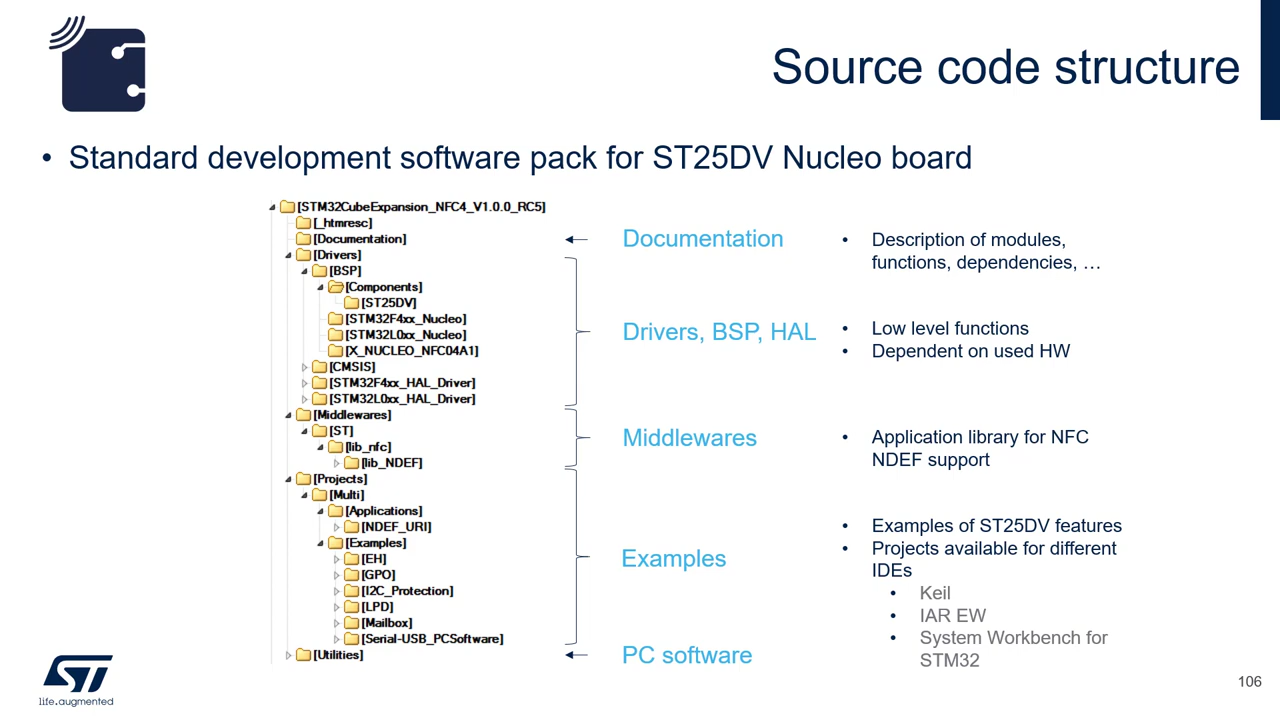 Source code structure
• Standard development software pack for ST25DV Nucleo board
[STM32CubeExpansion_NFC4_V1.0.0_RC5]
[_htmresc]
[Documentation]
[Drivers]
[BSP]
[Components]
[ST25DV]
[STM32F4xx_Nucleo]
[STM32L0xx_Nucleo]
[X_NUCLEO_NFC04A1]
[CMSIS]
[STM32F4xx_HAL_Driver]
[STM32L0xx_HAL_Driver]
[Middlewares]
[ST]
[lib_nfc]
[lib_NDEF]
[Projects]
[Multi]
[Applications]
[NDEF_URI]
[Examples]
[EH]
[GPO]
[I2C_Protection]
[LPD]
[Mailbox]
[Serial-USB_PCSoftware]
[Utilities]
Documentation
• Description of modules,
functions, dependencies, …
Drivers, BSP, HAL
• Low level functions
• Dependent on used HW
Middlewares
• Application library for NFC
NDEF support
Examples
• Examples of ST25DV features
• Projects available for different
IDEs
• Keil
• IAR EW
• System Workbench for
STM32
PC software
ST
life.augmented
106